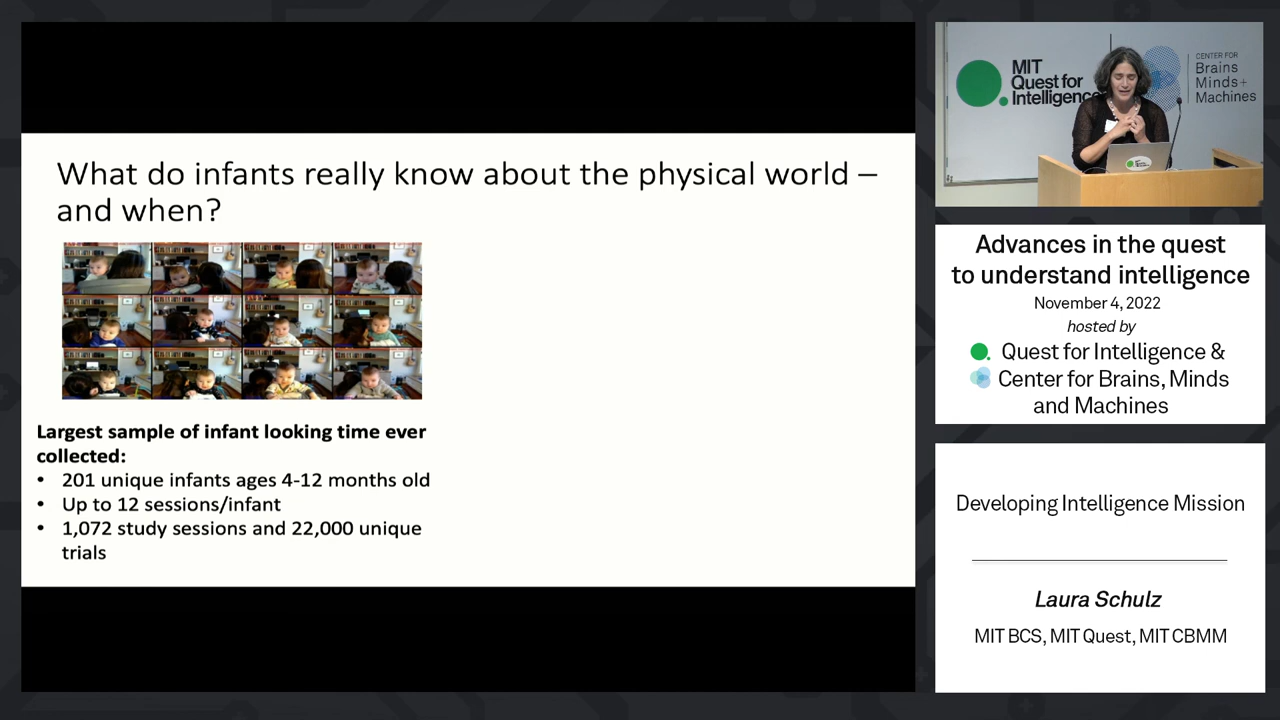 What do infants really know about the physical world –
and when?
Largest sample of infant looking time ever
collected:
• 201 unique infants ages 4-12 months old
• Up to 12 sessions/infant
• 1,072 study sessions and 22,000 unique
trials
MIT
Quest for
Intelligence
CENTER FOR
Brains
Minds+
Machines
Advances in the quest
to understand intelligence
November 4, 2022
hosted by
Quest for Intelligence &
Center for Brains, Minds
and Machines
Developing Intelligence Mission
Laura Schulz
MIT BCS, MIT Quest, MIT CBMM